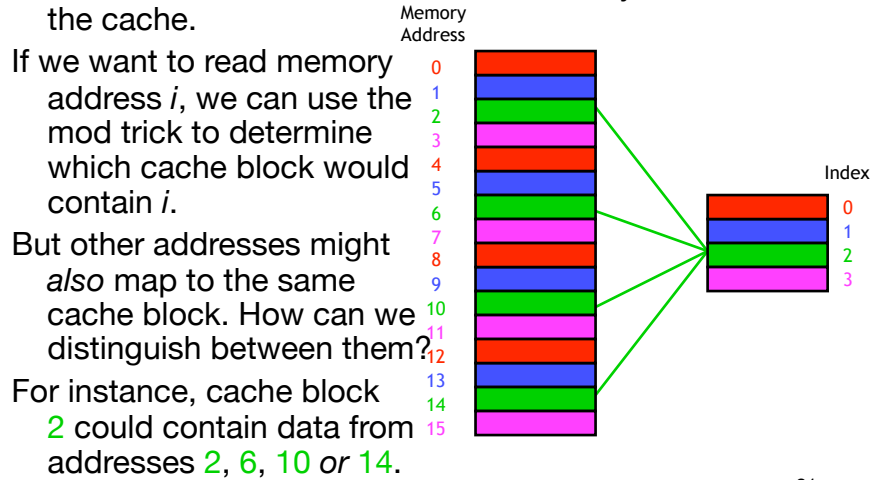 the cache.
If we want to read memory
address i, we can use the
mod trick to determine
which cache block would
contain i.
But other addresses might
also map to the same
cache block. How can we
distinguish between them?
For instance, cache block
2 could contain data from
addresses 2, 6, 10 or 14.
Memory
Address
0
1
2
3
4
5
6
7
8
9
10
11
12
13
14
15
Index
0
1
2
3